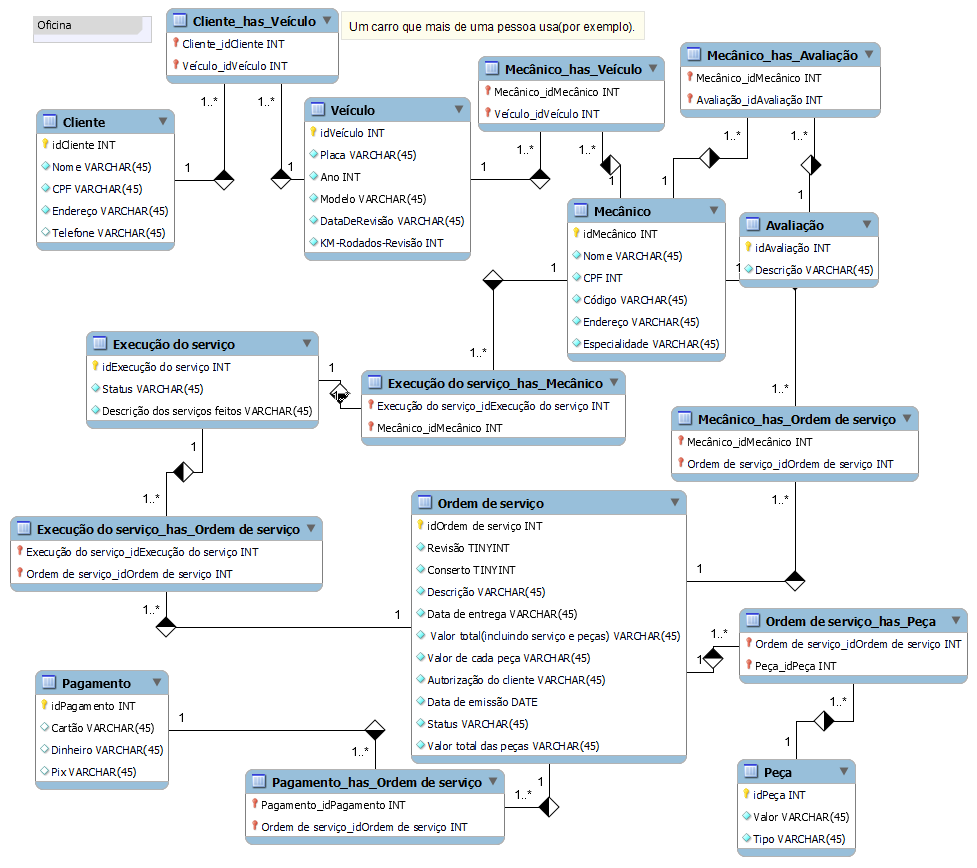 Oficina
Cliente_has_Veículo
Cliente_idCliente INT
Veículo_idVeículo INT
Um carro que mais de uma pessoa usa(por exemplo).
Mecânico_has_Veículo
Mecânico_idMecânico INT
Veículo_idVeículo INT
Mecânico_has_Avaliação
Mecânico_idMecânico INT
Avaliação_idAvaliação INT
1..*
1..*
1..*
1..*
1..*
1..*
Cliente
idCliente INT
Nome VARCHAR(45)
CPF VARCHAR(45)
Endereço VARCHAR(45)
Telefone VARCHAR(45)
1
1
Veículo
idVeículo INT
Placa VARCHAR(45)
Ano INT
Modelo VARCHAR(45)
DataDeRevisão VARCHAR(45)
KM-Rodados-Revisão INT
1
1
1
1
Mecânico
idMecânico INT
Nome VARCHAR(45)
CPF INT
Código VARCHAR(45)
Endereço VARCHAR(45)
Especialidade VARCHAR(45)
Avaliação
idAvaliação INT
Descrição VARCHAR(45)
1
1
1..*
1..*
Execução do serviço
idExecução do serviço INT
Status VARCHAR(45)
Descrição dos serviços feitos VARCHAR(45)
1
Execução do serviço_has_Mecânico
Execução do serviço_idExecução do serviço INT
Mecânico_idMecânico INT
Mecânico_has_Ordem de serviço
Mecânico_idMecânico INT
Ordem de serviço_idOrdem de serviço INT
1
1..*
1..*
Execução do serviço_has_Ordem de serviço
Execução do serviço_idExecução do serviço INT
Ordem de serviço_idOrdem de serviço INT
1..*
1
Ordem de serviço
idOrdem de serviço INT
Revisão TINYINT
Conserto TINYINT
Descrição VARCHAR(45)
Data de entrega VARCHAR(45)
Valor total(incluindo serviço e peças) VARCHAR(45)
Valor de cada peça VARCHAR(45)
Autorização do cliente VARCHAR(45)
Data de emissão DATE
Status VARCHAR(45)
Valor total das peças VARCHAR(45)
1
1
1..*
Ordem de serviço_has_Peça
Ordem de serviço_idOrdem de serviço INT
Peça_idPeça INT
1..*
1
Peça
idPeça INT
Valor VARCHAR(45)
Tipo VARCHAR(45)
Pagamento
idPagamento INT
Cartão VARCHAR(45)
Dinheiro VARCHAR(45)
Pix VARCHAR(45)
1
1..*
Pagamento_has_Ordem de serviço
Pagamento_idPagamento INT
Ordem de serviço_idOrdem de serviço INT
1
1..*